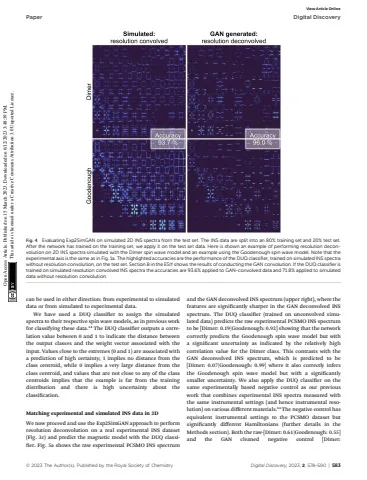 View Article Online
Paper
Digital Discovery
Simulated:
resolution convolved
GAN generated:
resolution deconvolved
Dimer
Accuracy
93.7 %
Accuracy
96.0 %
Goodenough
Open Access Article. Published on 13 March 2023.
This article is licensed under a Creative Commons Attribution 3.0 Unported Licence.
Fig. 4 Evaluating Exp2SimGAN on simulated 2D INS spectra from the test set. The INS data are split into an 80% training set and 20% test set.
After the network has trained on the training set, we apply it on the test set data. Here is shown an example of performing resolution decon-
volution on 2D INS spectra simulated with the Dimer spin wave model and an example using the Goodenough spin wave model. Note that the
experimental axis is the same as in Fig. 1a. The highlighted accuracies are the performance of the DUQ classifier, trained on simulated INS spectra
without resolution convolution, on the test set. Section B in the ESI† shows the results of conducting the GAN convolution. If the DUQ classifier is
trained on simulated resolution convolved INS spectra the accuracies are 93.6% applied to GAN-convolved data and 71.8% applied to simulated
data without resolution convolution.
can be used in either direction: from experimental to simulated
data or from simulated to experimental data.
We have used a DUQ classifier to assign the simulated
spectra to their respective spin wave models, as in previous work
for classifying these data. The DUQ classifier outputs a corre-
lation value between 0 and 1 to indicate the distance between
the output classes and the weight vector associated with the
input. Values close to the extremes (0 and 1) are associated with
a prediction of high certainty, 1 implies no distance from the
class centroid, while 0 implies a very large distance from the
class centroid, and values that are not close to any of the class
centroids implies that the example is far from the training
distribution and there is high uncertainty about the
classification.
Matching experimental and simulated INS data in 2D
We now proceed and use the Exp2SimGAN approach to perform
resolution deconvolution on a real experimental INS dataset
(Fig. 1c) and predict the magnetic model with the DUQ classi-
fier. Fig. 5a shows the raw experimental PCSMO INS spectrum
and the GAN deconvolved INS spectrum (upper right), where the
features are significantly sharper in the GAN deconvolved INS
spectrum. The DUQ classifier (trained on unconvolved simu-
lated data) predicts the raw experimental PCMSO INS spectrum
to be [Dimer: 0.19|Goodenough: 0.92] showing that the network
correctly predicts the Goodenough spin wave model but with
a significant uncertainty as indicated by the relatively high
correlation value for the Dimer class. This contrasts with the
GAN deconvolved INS spectrum, which is predicted to be
[Dimer: 0.07|Goodenough: 0.99] where it also correctly infers
the Goodenough spin wave model but with a significantly
smaller uncertainty. We also apply the DUQ classifier on the
same experimentally based negative control as our previous
work that combines experimental INS spectra measured with
the same instrumental settings (and hence instrumental reso-
lution) on various different materials. The negative control has
equivalent instrumental settings to the PCSMO dataset but
significantly different Hamiltonians (further details in the
Methods section). Both the raw [Dimer: 0.61|Goodenough: 0.55]
and the GAN cleaned negative control [Dimer:
© 2023 The Author(s). Published by the Royal Society of Chemistry
Digital Discovery, 2023, 2, 578–590 | 583